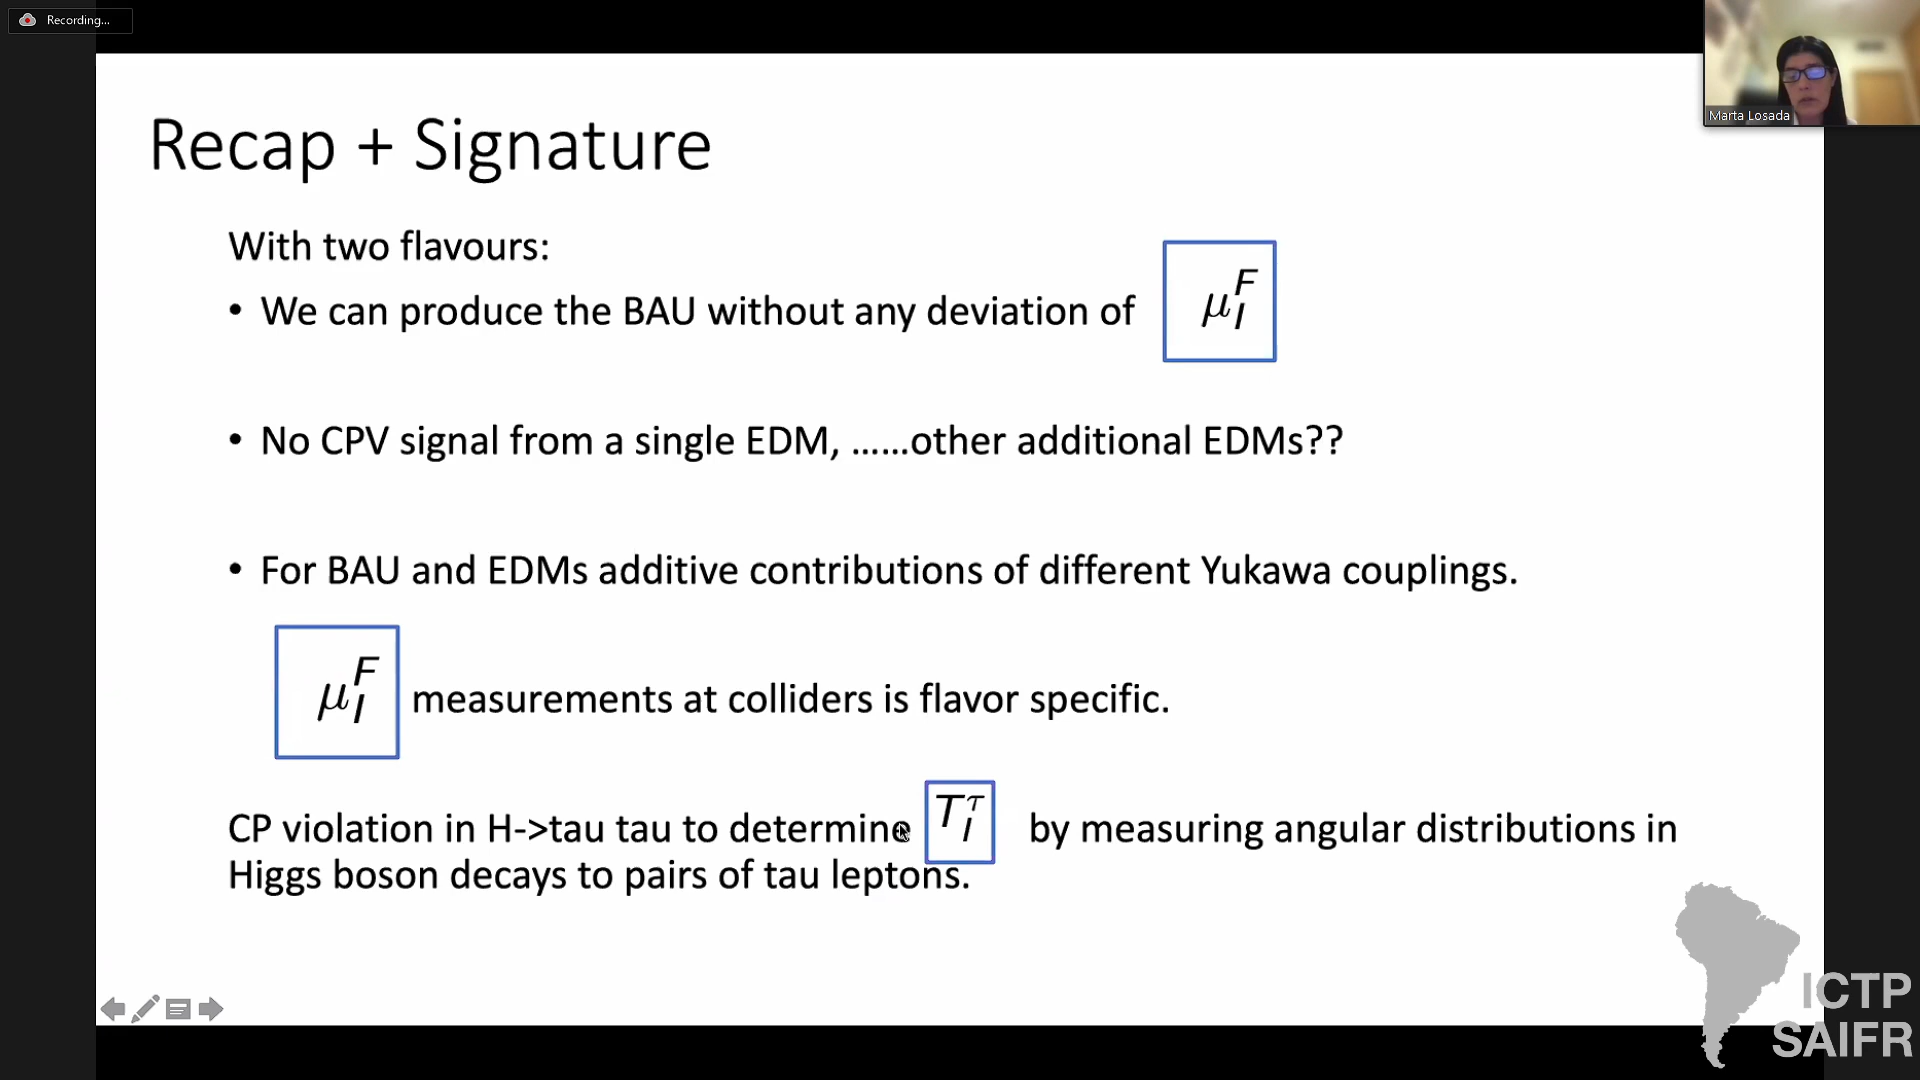 Recording...
Marta Losada
Recap + Signature
With two flavours:
• We can produce the BAU without any deviation of μ_I^F
• No CPV signal from a single EDM, ......other additional EDMs??
• For BAU and EDMs additive contributions of different Yukawa couplings.
μ_I^F measurements at colliders is flavor specific.
CP violation in H->tau tau to determine T_I^τ by measuring angular distributions in
Higgs boson decays to pairs of tau leptons.
ICTP
SAIFR